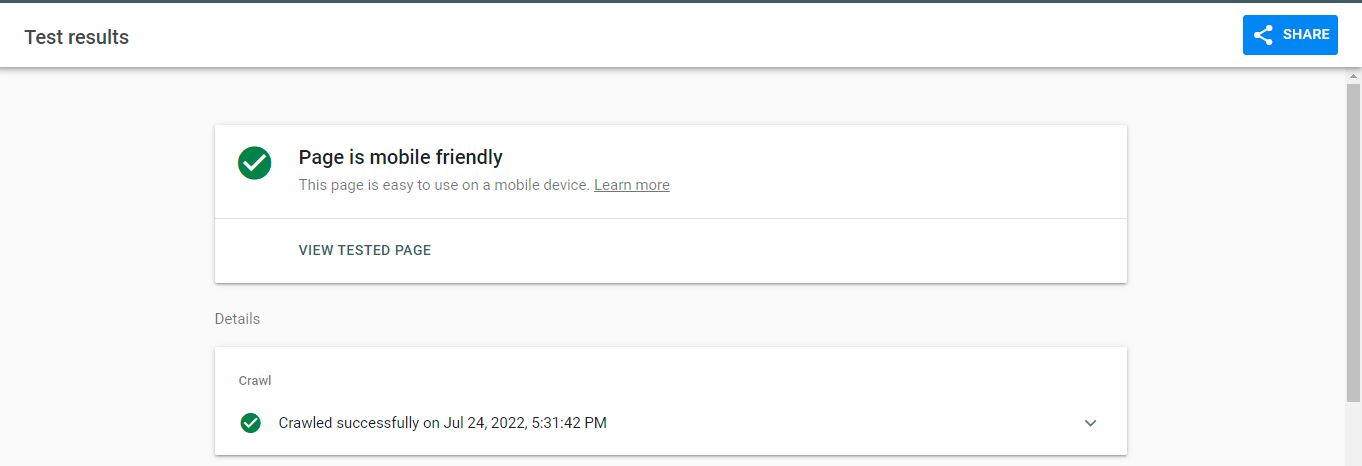 Test results
SHARE
Page is mobile friendly
This page is easy to use on a mobile device. Learn more
VIEW TESTED PAGE
Details
Crawl
Crawled successfully on Jul 24, 2022, 5:31:42 PM